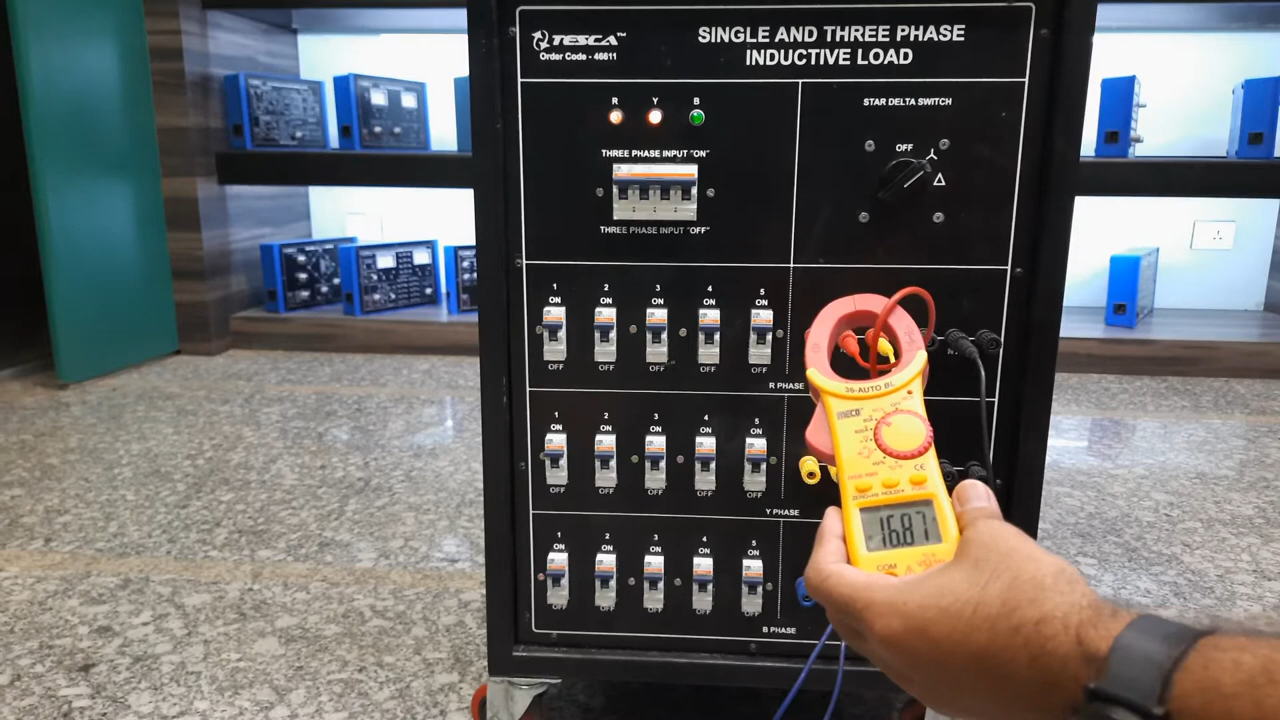 TESCA™
Order Code - 46611
SINGLE AND THREE PHASE
INDUCTIVE LOAD
R Y B
THREE PHASE INPUT "ON"
THREE PHASE INPUT "OFF"
STAR DELTA SWITCH
OFF
Δ
1 2 3 4 5
ON ON ON ON ON
OFF OFF OFF OFF OFF
R PHASE
1 2 3 4 5
ON ON ON ON ON
OFF OFF OFF OFF OFF
Y PHASE
1 2 3 4 5
ON ON ON ON ON
OFF OFF OFF OFF OFF
B PHASE
36-AUTO BL
MECO
CE
16.87
COM